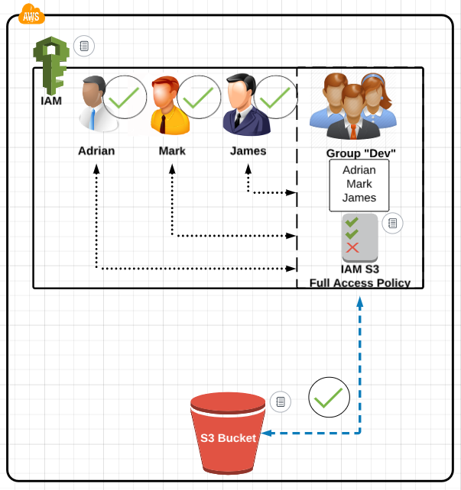 AWS
IAM
Adrian
Mark
James
Group "Dev"
Adrian
Mark
James
IAM S3
Full Access Policy
S3 Bucket